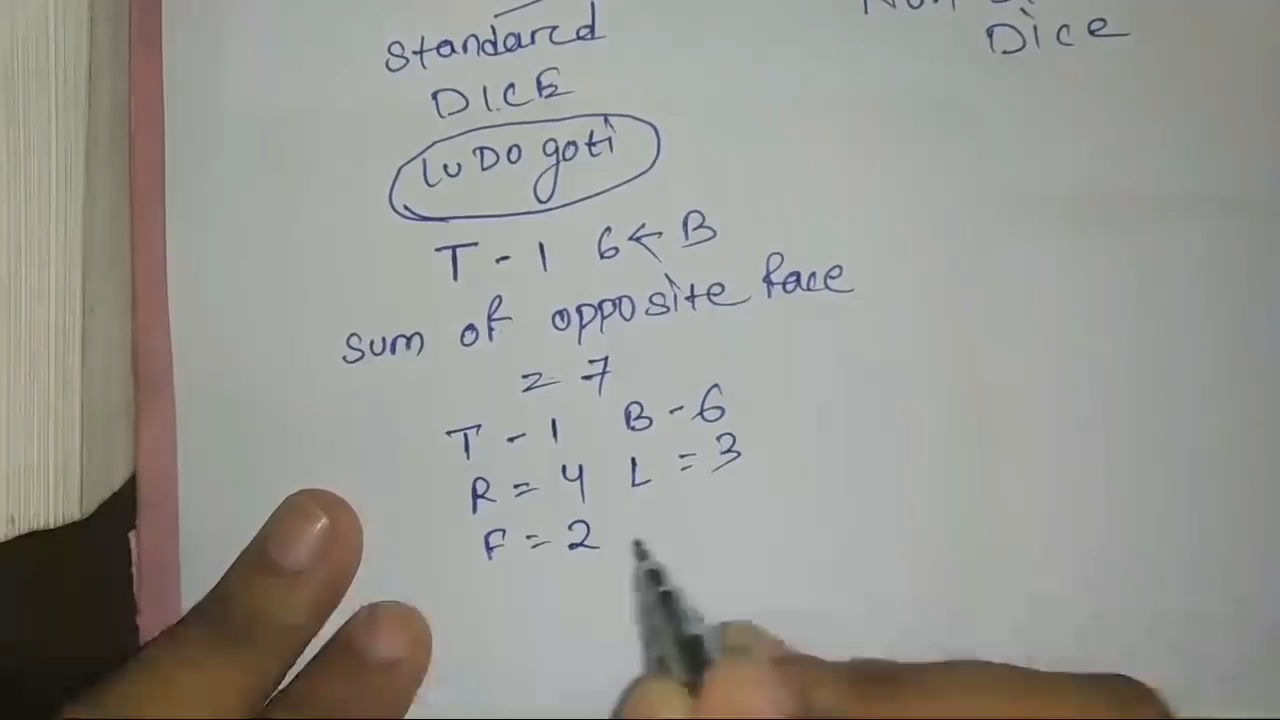 Standard
Dice
DICE
LUDO goti
T - 1 6 ← B
sum of opposite face
= 7
T - 1 B - 6
R = 4 L = 3
F = 2